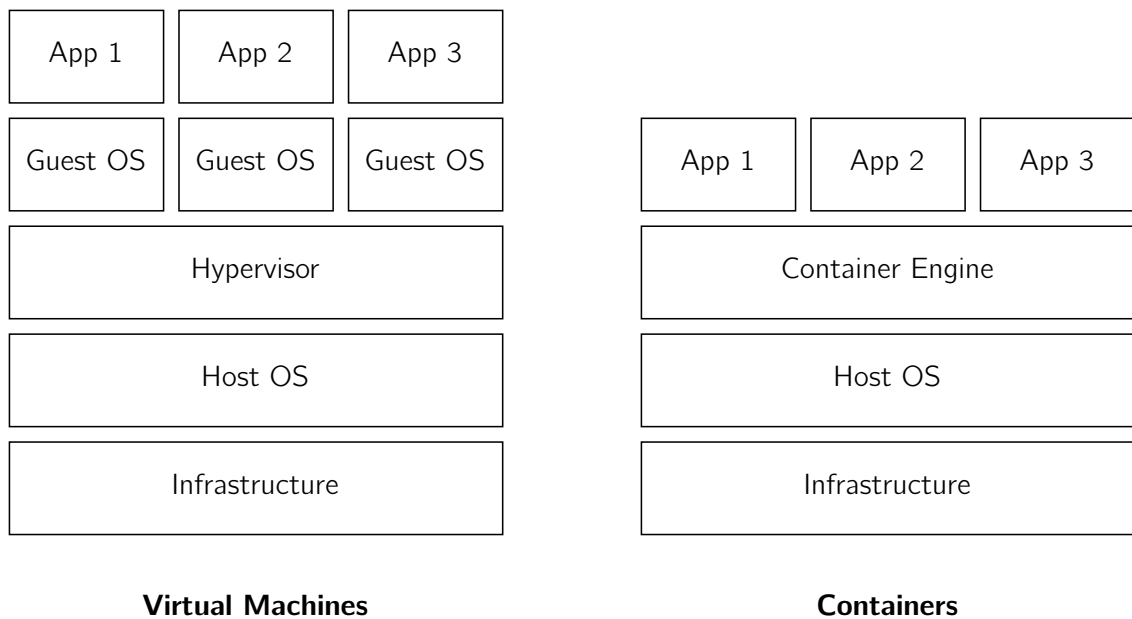 App 1 App 2 App 3
Guest OS Guest OS Guest OS
Hypervisor
Host OS
Infrastructure
Virtual Machines
App 1 App 2 App 3
Container Engine
Host OS
Infrastructure
Containers